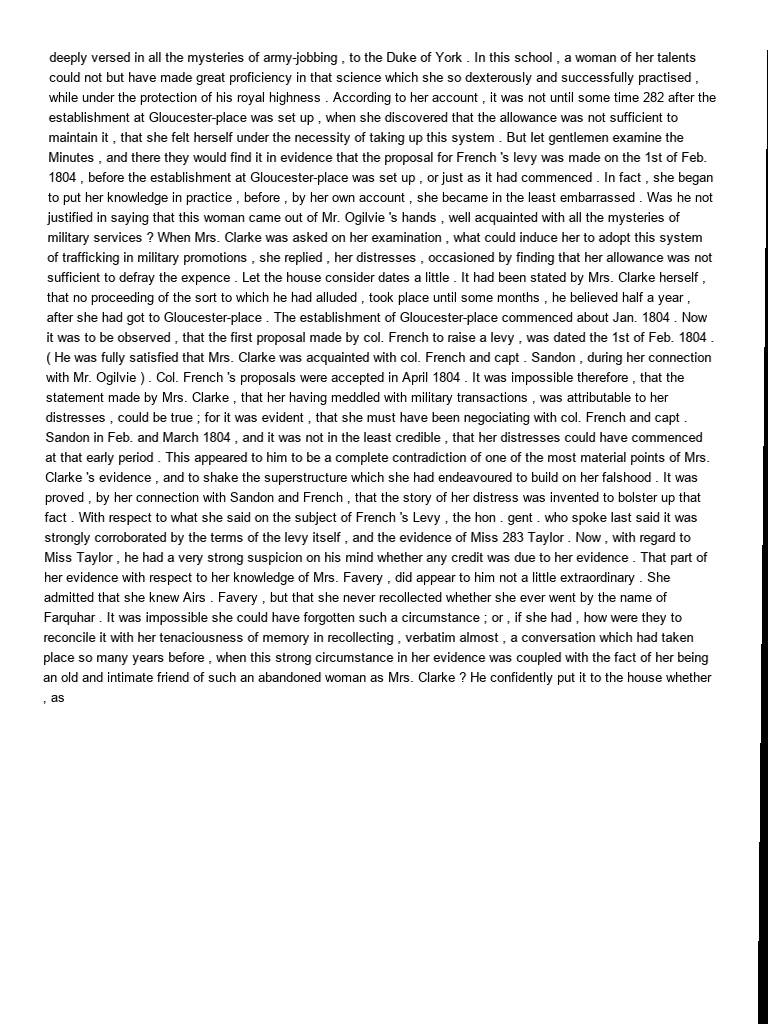 deeply versed in all the mysteries of army-jobbing , to the Duke of York . In this school , a woman of her talents
could not but have made great proficiency in that science which she so dexterously and successfully practised ,
while under the protection of his royal highness . According to her account , it was not until some time 282 after the
establishment at Gloucester-place was set up , when she discovered that the allowance was not sufficient to
maintain it , that she felt herself under the necessity of taking up this system . But let gentlemen examine the
Minutes , and there they would find it in evidence that the proposal for French 's levy was made on the 1st of Feb.
1804 , before the establishment at Gloucester-place was set up , or just as it had commenced . In fact , she began
to put her knowledge in practice , before , by her own account , she became in the least embarrassed . Was he not
justified in saying that this woman came out of Mr. Ogilvie 's hands , well acquainted with all the mysteries of
military services ? When Mrs. Clarke was asked on her examination , what could induce her to adopt this system
of trafficking in military promotions , she replied , her distresses , occasioned by finding that her allowance was not
sufficient to defray the expence . Let the house consider dates a little . It had been stated by Mrs. Clarke herself ,
that no proceeding of the sort to which he had alluded , took place until some months , he believed half a year ,
after she had got to Gloucester-place . The establishment of Gloucester-place commenced about Jan. 1804 . Now
it was to be observed , that the first proposal made by col. French to raise a levy , was dated the 1st of Feb. 1804 .
( He was fully satisfied that Mrs. Clarke was acquainted with col. French and capt . Sandon , during her connection
with Mr. Ogilvie ) . Col. French 's proposals were accepted in April 1804 . It was impossible therefore , that the
statement made by Mrs. Clarke , that her having meddled with military transactions , was attributable to her
distresses , could be true ; for it was evident , that she must have been negociating with col. French and capt .
Sandon in Feb. and March 1804 , and it was not in the least credible , that her distresses could have commenced
at that early period . This appeared to him to be a complete contradiction of one of the most material points of Mrs.
Clarke 's evidence , and to shake the superstructure which she had endeavoured to build on her falshood . It was
proved , by her connection with Sandon and French , that the story of her distress was invented to bolster up that
fact . With respect to what she said on the subject of French 's Levy , the hon . gent . who spoke last said it was
strongly corroborated by the terms of the levy itself , and the evidence of Miss 283 Taylor . Now , with regard to
Miss Taylor , he had a very strong suspicion on his mind whether any credit was due to her evidence . That part of
her evidence with respect to her knowledge of Mrs. Favery , did appear to him not a little extraordinary . She
admitted that she knew Airs . Favery , but that she never recollected whether she ever went by the name of
Farquhar . It was impossible she could have forgotten such a circumstance ; or , if she had , how were they to
reconcile it with her tenaciousness of memory in recollecting , verbatim almost , a conversation which had taken
place so many years before , when this strong circumstance in her evidence was coupled with the fact of her being
an old and intimate friend of such an abandoned woman as Mrs. Clarke ? He confidently put it to the house whether
, as